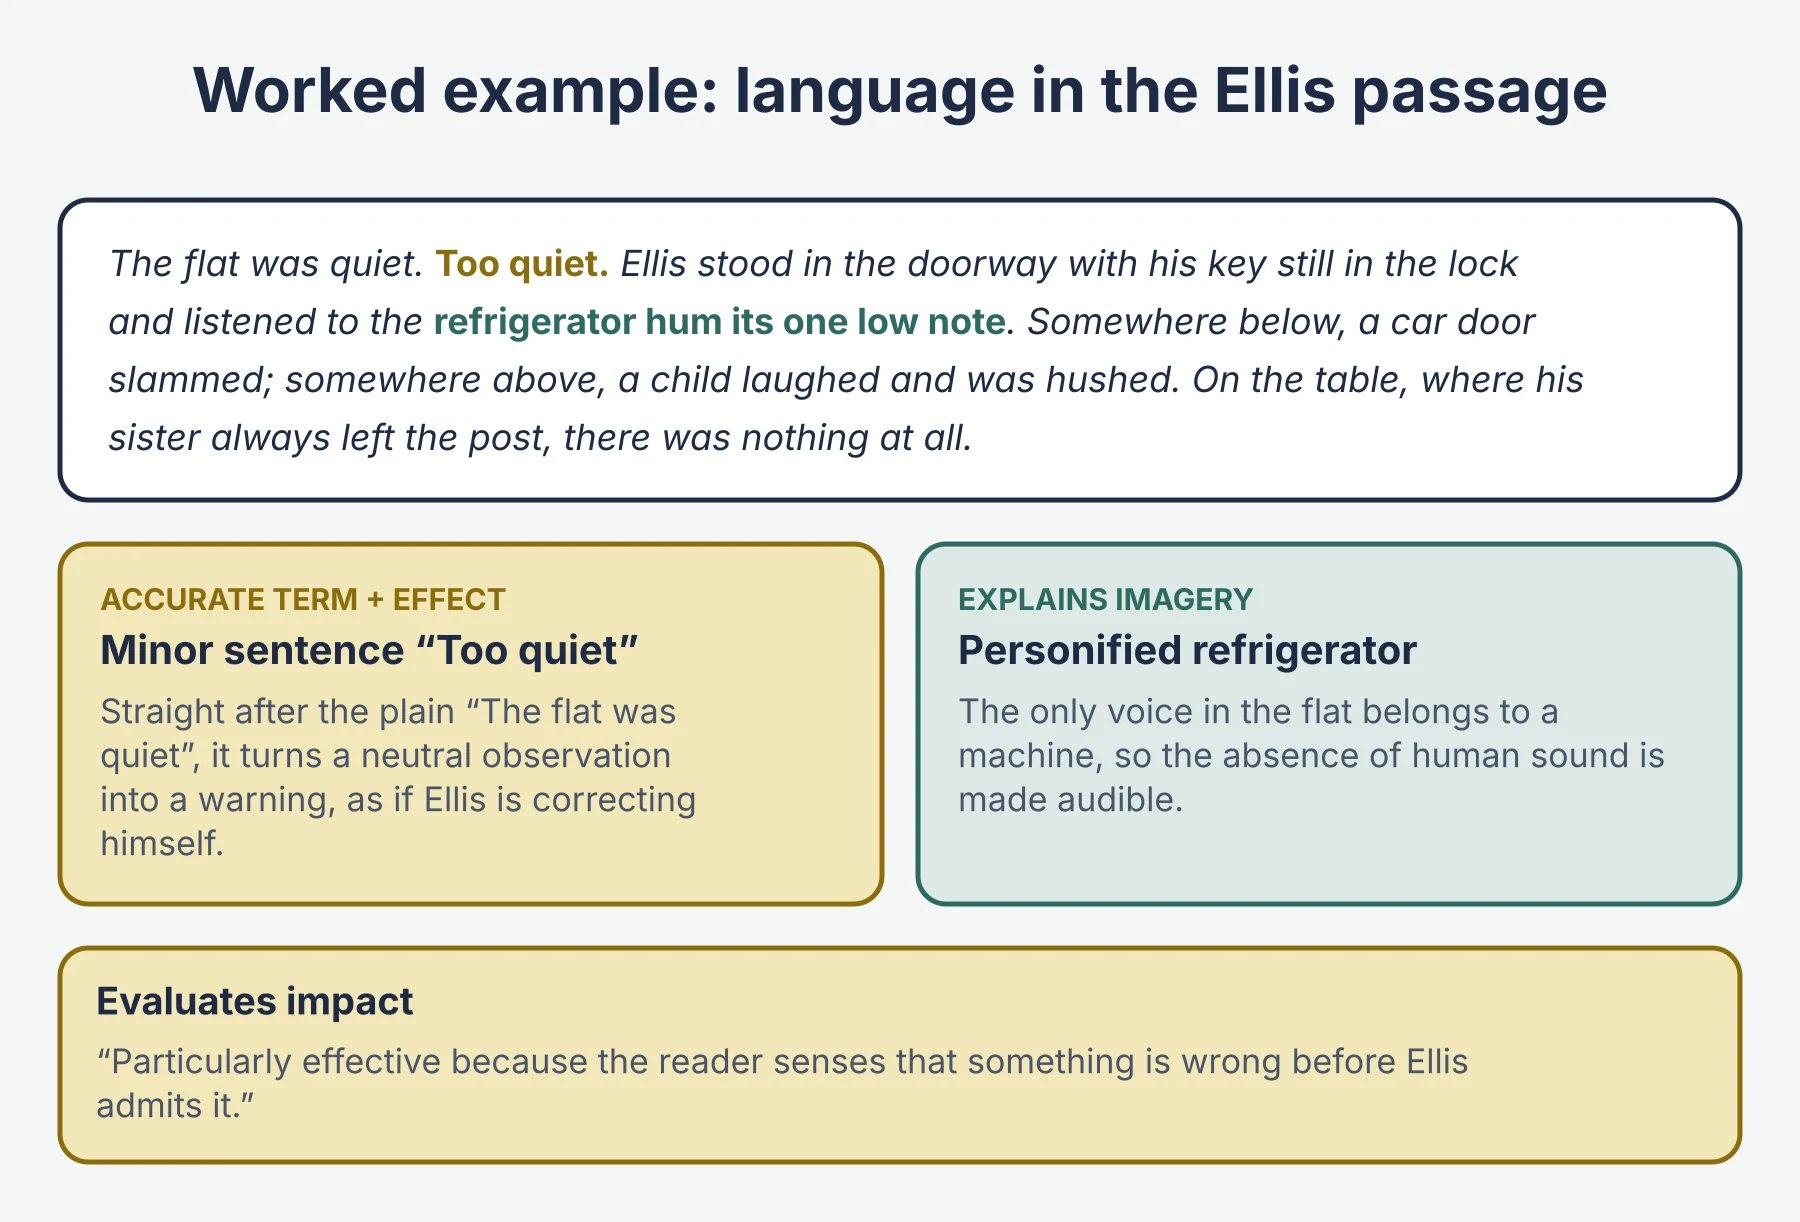 Worked example: language in the Ellis passage
The flat was quiet. Too quiet. Ellis stood in the doorway with his key still in the lock
and listened to the refrigerator hum its one low note. Somewhere below, a car door
slammed; somewhere above, a child laughed and was hushed. On the table, where his
sister always left the post, there was nothing at all.
ACCURATE TERM + EFFECT
Minor sentence “Too quiet”
Straight after the plain “The flat was
quiet”, it turns a neutral observation
into a warning, as if Ellis is correcting
himself.
EXPLAINS IMAGERY
Personified refrigerator
The only voice in the flat belongs to a
machine, so the absence of human sound is
made audible.
Evaluates impact
“Particularly effective because the reader senses that something is wrong before Ellis
admits it.”